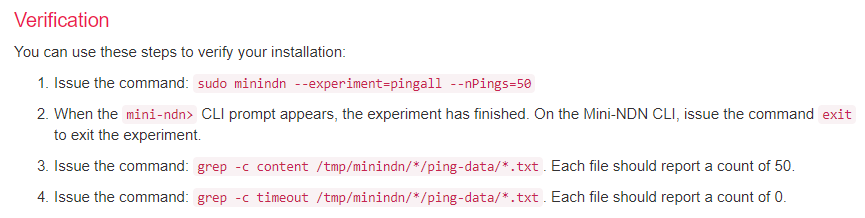 Verification
You can use these steps to verify your installation:
1. Issue the command: sudo minindn --experiment=pingall --nPings=50
2. When the mini-ndn> CLI prompt appears, the experiment has finished. On the Mini-NDN CLI, issue the command exit
to exit the experiment.
3. Issue the command: grep -c content /tmp/minindn/*/ping-data/*.txt. Each file should report a count of 50.
4. Issue the command: grep -c timeout /tmp/minindn/*/ping-data/*.txt. Each file should report a count of 0.